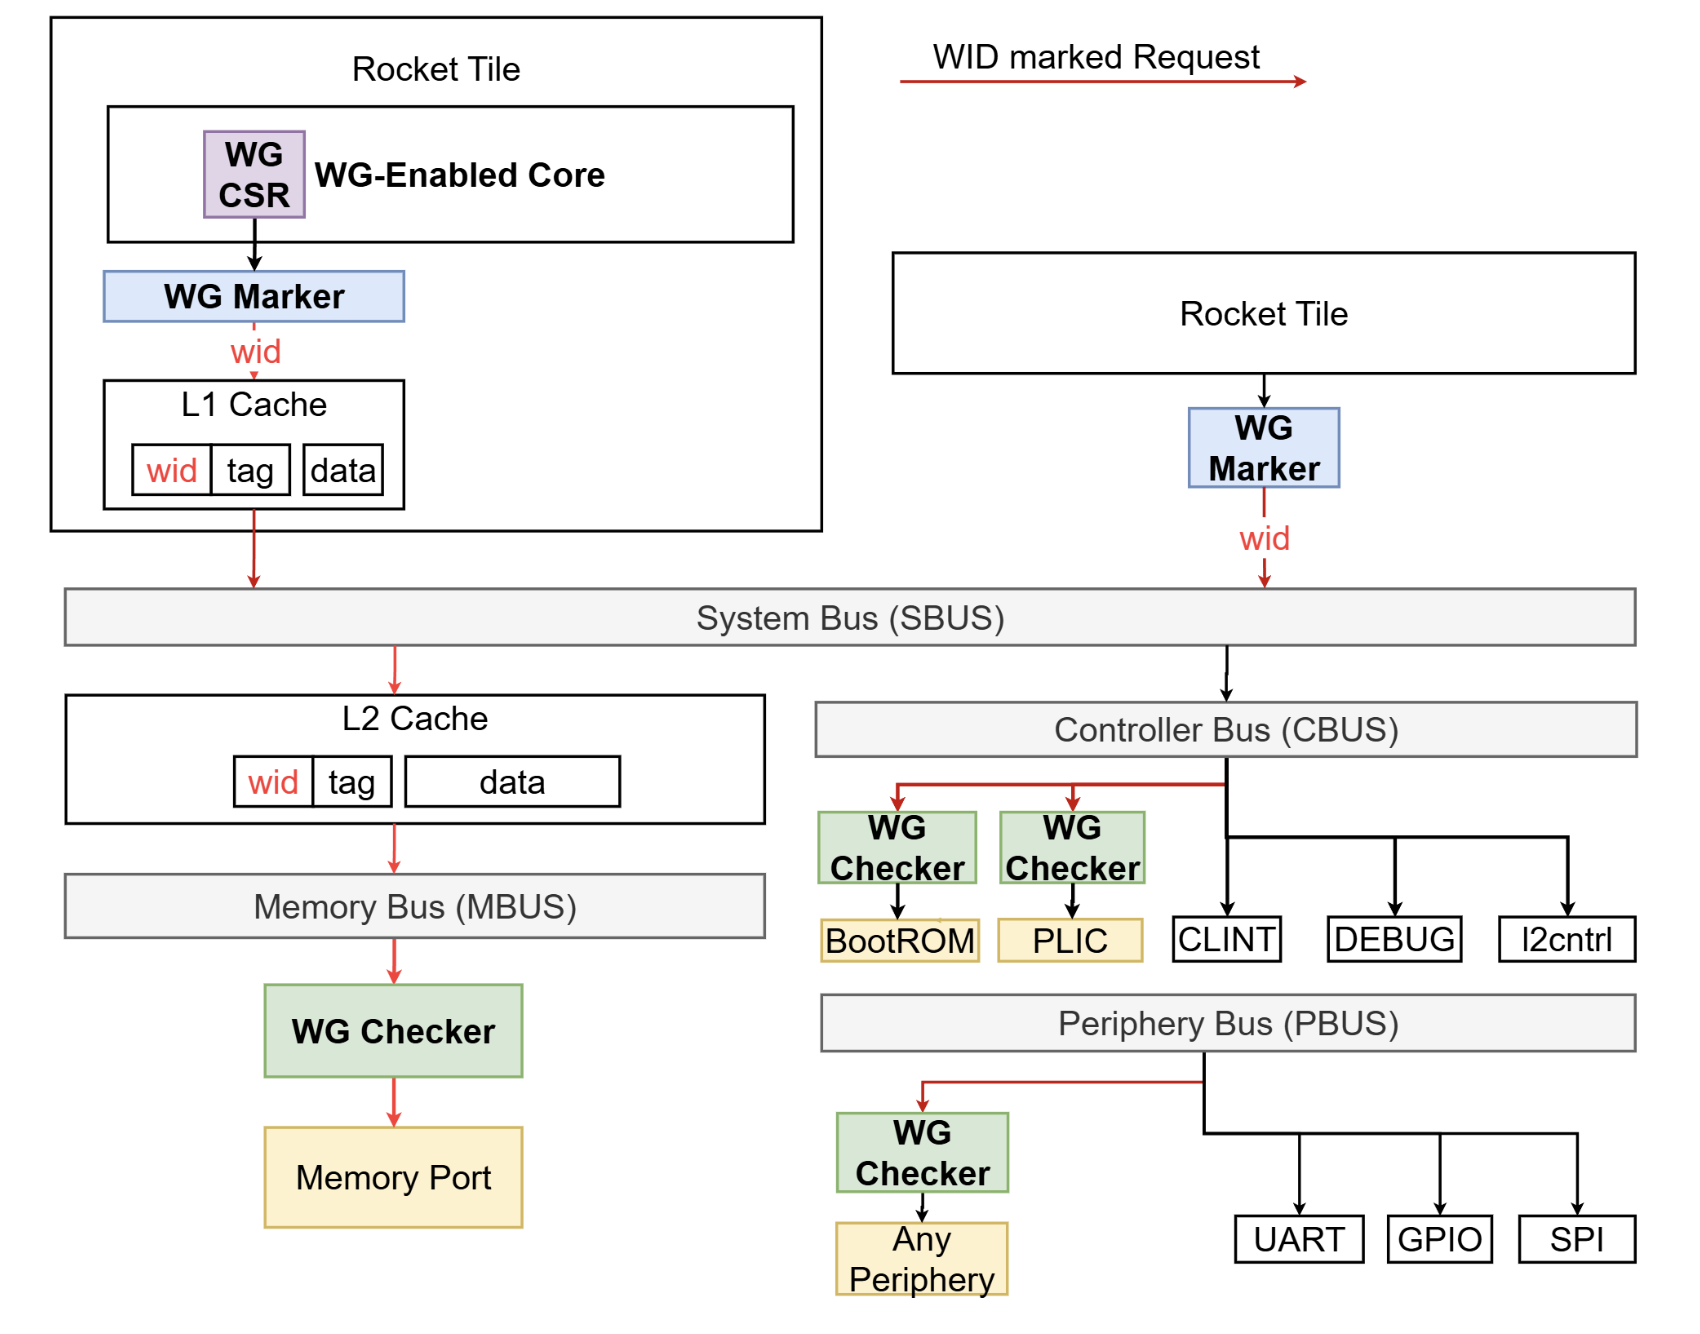 Rocket Tile
WG
CSR
WG-Enabled Core
WG Marker
wid
L1 Cache
wid tag data
WID marked Request
Rocket Tile
WG
Marker
wid
System Bus (SBUS)
L2 Cache
wid tag data
Memory Bus (MBUS)
WG Checker
Memory Port
Controller Bus (CBUS)
WG
Checker
WG
Checker
BootROM
PLIC
CLINT
DEBUG
l2cntrl
Periphery Bus (PBUS)
WG
Checker
Any
Periphery
UART
GPIO
SPI